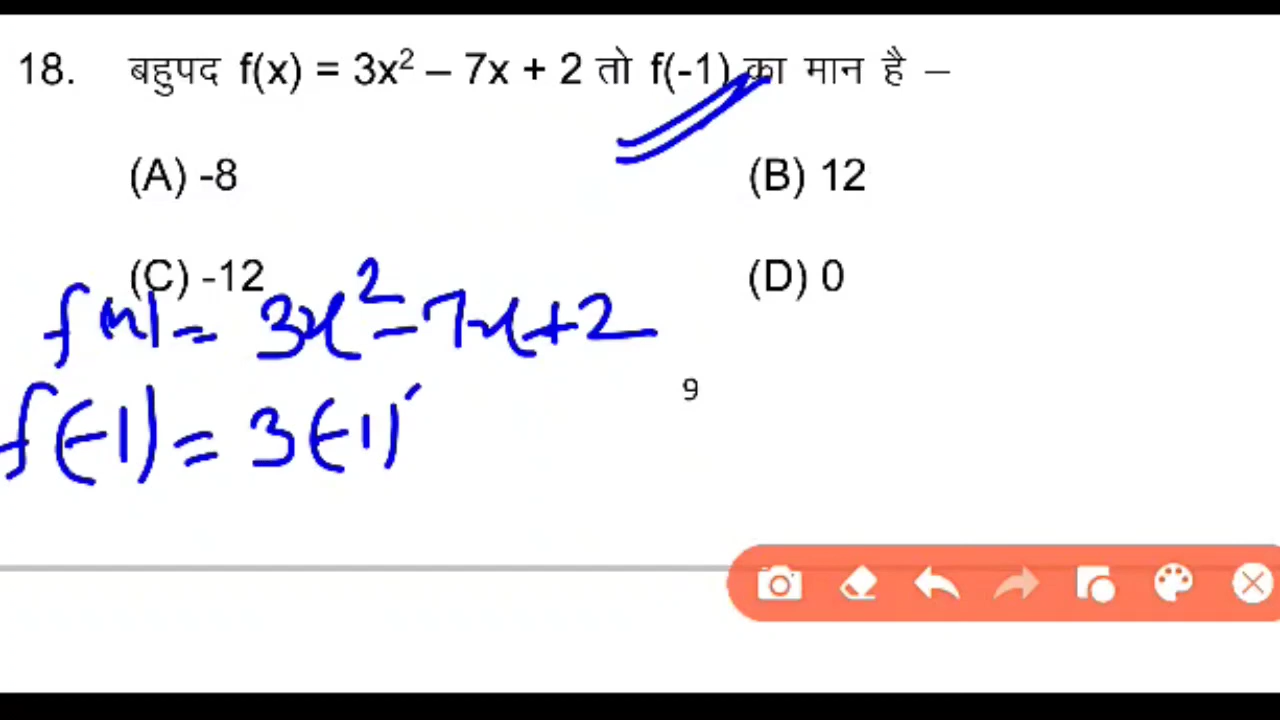 18. बहुपद f(x) = 3x² – 7x + 2 तो f(-1) का मान है –
(A) -8 (B) 12
(C) -12 (D) 0
f(x) = 3x² - 7x + 2
9
f(-1) = 3(-1)